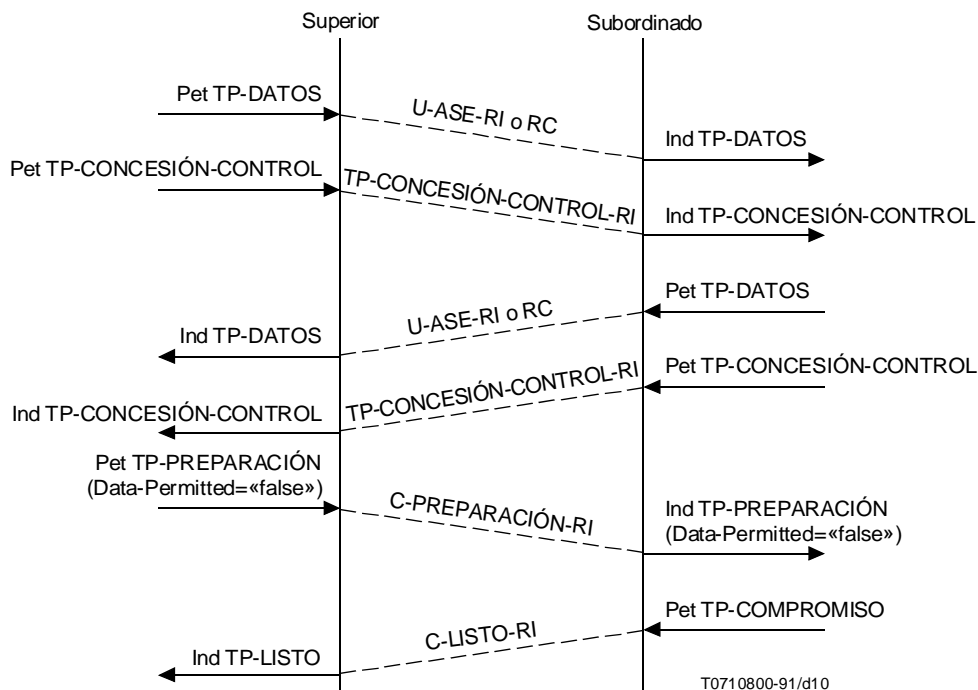 Superior
Subordinado
Pet TP-DATOS
U-ASE-RI o RC
Ind TP-DATOS
Pet TP-CONCESIÓN-CONTROL
TP-CONCESIÓN-CONTROL-RI
Ind TP-CONCESIÓN-CONTROL
Pet TP-DATOS
U-ASE-RI o RC
Ind TP-DATOS
Pet TP-CONCESIÓN-CONTROL
TP-CONCESIÓN-CONTROL-RI
Ind TP-CONCESIÓN-CONTROL
Pet TP-PREPARACIÓN
(Data-Permitted=«false»)
C-PREPARACIÓN-RI
Ind TP-PREPARACIÓN
(Data-Permitted=«false»)
Pet TP-COMPROMISO
C-LISTO-RI
Ind TP-LISTO
T0710800-91/d10